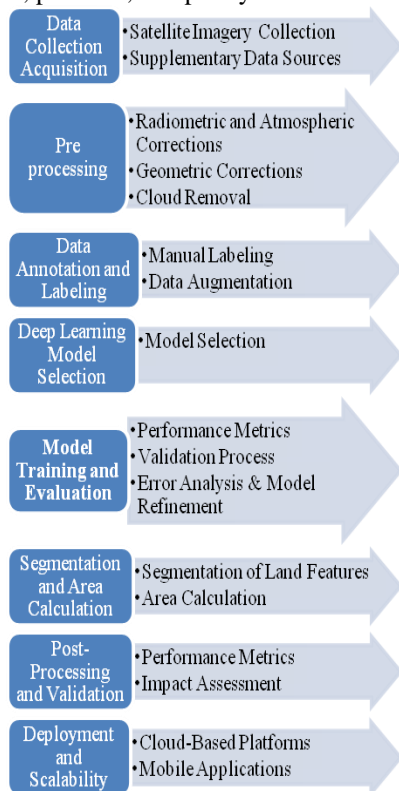 Data
Collection
Acquisition
•Satellite Imagery Collection
•Supplementary Data Sources
Pre
processing
•Radiometric and Atmospheric
Corrections
•Geometric Corrections
•Cloud Removal
Data
Annotation and
Labeling
•Manual Labeling
•Data Augmentation
Deep Learning
Model
Selection
•Model Selection
Model
Training and
Evaluation
•Performance Metrics
•Validation Process
•Error Analysis & Model
Refinement
Segmentation
and Area
Calculation
•Segmentation of Land Features
•Area Calculation
Post-
Processing
and Validation
•Performance Metrics
•Impact Assessment
Deployment
and
Scalability
•Cloud-Based Platforms
•Mobile Applications